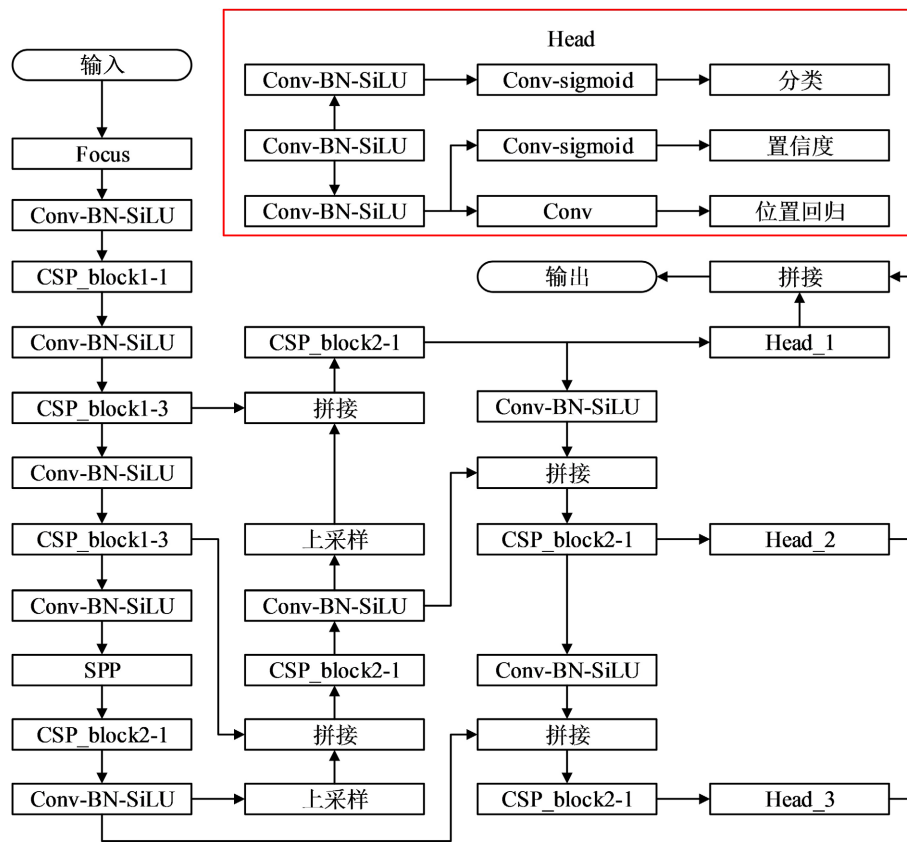 Head
Conv-BN-SiLU
Conv-sigmoid
分类
Conv-BN-SiLU
Conv-sigmoid
置信度
Conv-BN-SiLU
Conv
位置回归
输入
Focus
Conv-BN-SiLU
CSP_block1-1
Conv-BN-SiLU
CSP_block1-3
Conv-BN-SiLU
CSP_block1-3
Conv-BN-SiLU
SPP
CSP_block2-1
Conv-BN-SiLU
CSP_block2-1
拼接
上采样
Conv-BN-SiLU
CSP_block2-1
拼接
上采样
输出
Conv-BN-SiLU
拼接
CSP_block2-1
Conv-BN-SiLU
拼接
CSP_block2-1
拼接
Head_1
Head_2
Head_3